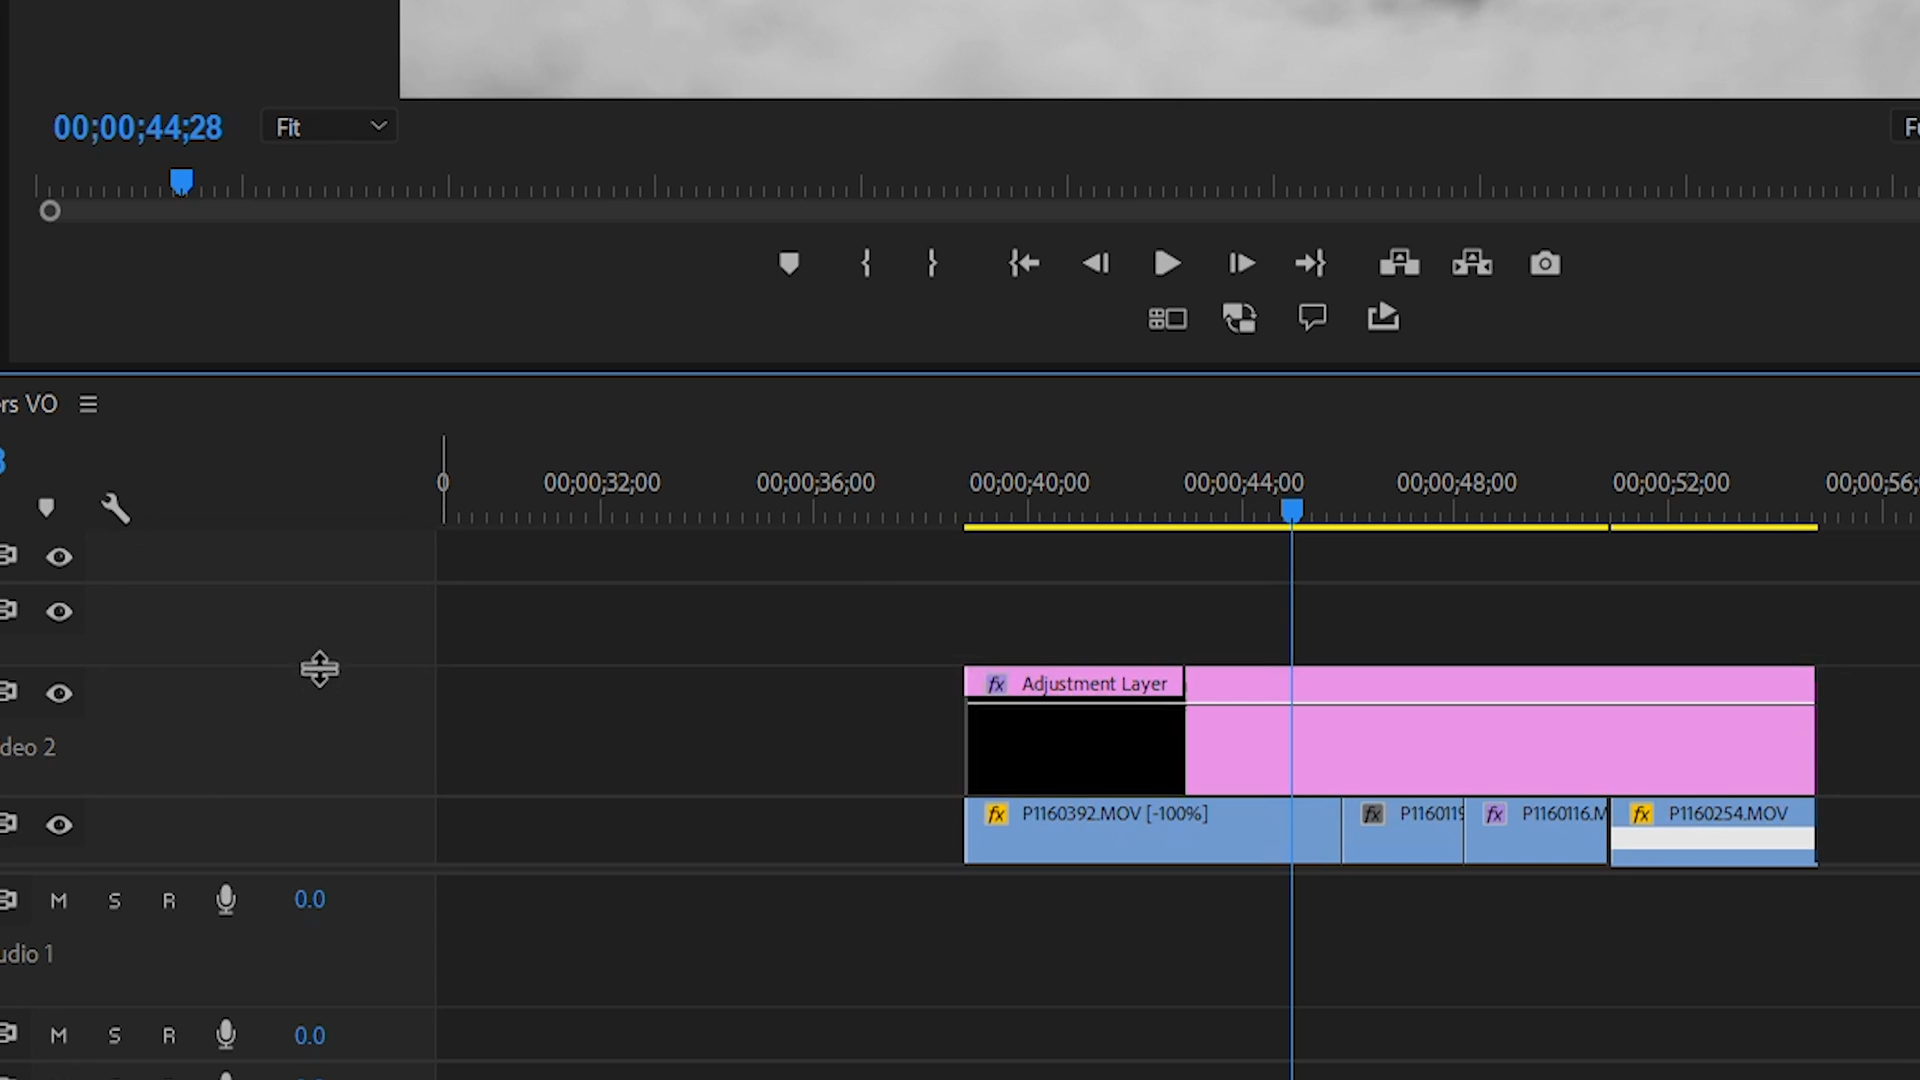 00;00;44;28 Fit
rs VO
0 00;00;32;00 00;00;36;00 00;00;40;00 00;00;44;00 00;00;48;00 00;00;52;00 00;00;56;
fx Adjustment Layer
deo 2
fx P1160392.MOV [-100%] fx P1160119 fx P1160116.M fx P1160254.MOV
M S R 0.0
udio 1
M S R 0.0